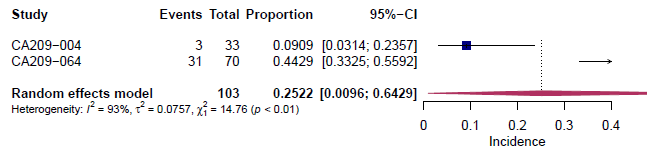 Study Events Total Proportion 95%−CI
CA209−004 3 33 0.0909 [0.0314; 0.2357]
CA209−064 31 70 0.4429 [0.3325; 0.5592]
Random effects model 103 0.2522 [0.0096; 0.6429]
Heterogeneity: I² = 93%, τ² = 0.0757, χ²₁ = 14.76 (p < 0.01)
0 0.1 0.2 0.3 0.4
Incidence